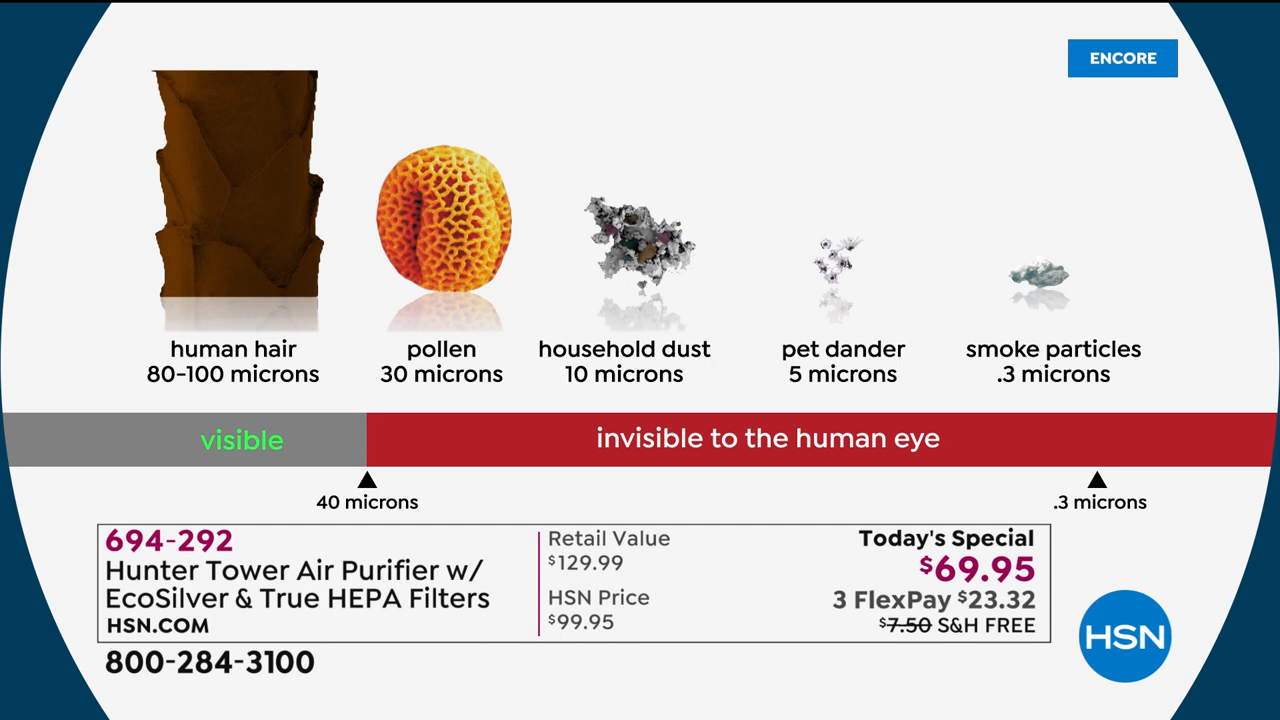 ENCORE
human hair
80-100 microns
pollen
30 microns
household dust
10 microns
pet dander
5 microns
smoke particles
.3 microns
visible
invisible to the human eye
40 microns
.3 microns
694-292
Hunter Tower Air Purifier w/
EcoSilver & True HEPA Filters
HSN.COM
Retail Value
$129.99
HSN Price
$99.95
Today's Special
$69.95
3 FlexPay $23.32
$7.50 S&H FREE
800-284-3100
HSN